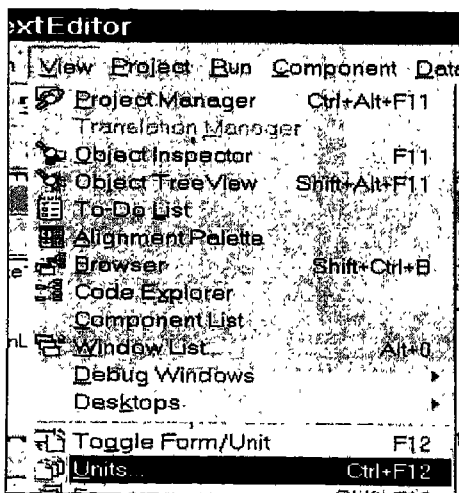 extEditor
View Project Run Component Data
Project Manager Ctrl+Alt+F11
Translation Manager
Object Inspector F11
Object TreeView Shift+Alt+F11
To-Do List
Alignment Palette
Browser Shift+Ctrl+B
Code Explorer
Component List
Window List... Alt+0
Debug Windows
Desktops
Toggle Form/Unit F12
Units... Ctrl+F12